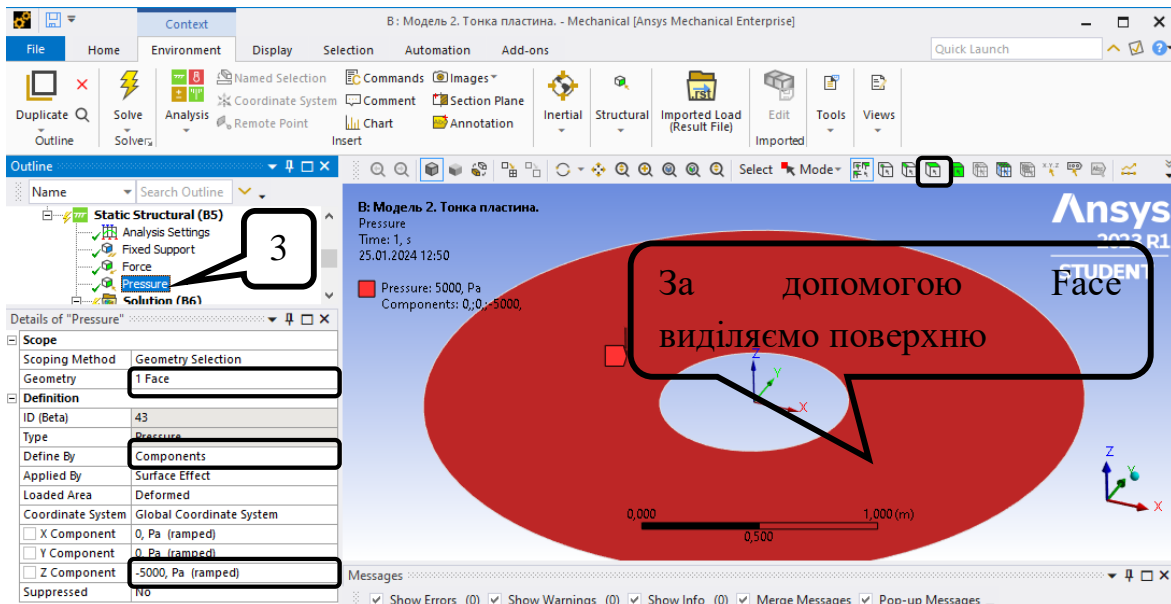 Context
B : Модель 2. Тонка пластина. - Mechanical [Ansys Mechanical Enterprise]
File Home Environment Display Selection Automation Add-ons Quick Launch
Duplicate
Outline
Solve
Solvers
Analysis
Named Selection
Coordinate System
Remote Point
Commands
Comment
Chart
Images
Section Plane
Annotation
Insert
Inertial
Structural
Imported Load
(Result File)
Edit
Imported
Tools
Views
Outline
Name Search Outline
Static Structural (B5)
Analysis Settings
Fixed Support
Force
Pressure
Solution (B6)
3
Select Mode
B: Модель 2. Тонка пластина.
Pressure
Time: 1, s
25.01.2024 12:50
Pressure: 5000, Pa
Components: 0,;0,;-5000,
Ansys
2023 R1
STUDENT
За допомогою Face
виділяємо поверхню
Z
Y
X
Z
Y
X
0,000 1,000 (m)
0,500
Details of "Pressure"
Scope
Scoping Method Geometry Selection
Geometry 1 Face
Definition
ID (Beta) 43
Type Pressure
Define By Components
Applied By Surface Effect
Loaded Area Deformed
Coordinate System Global Coordinate System
X Component 0, Pa (ramped)
Y Component 0, Pa (ramped)
Z Component -5000, Pa (ramped)
Suppressed No
Messages
Show Errors (0) Show Warnings (0) Show Info (0) Merge Messages Pop-up Messages